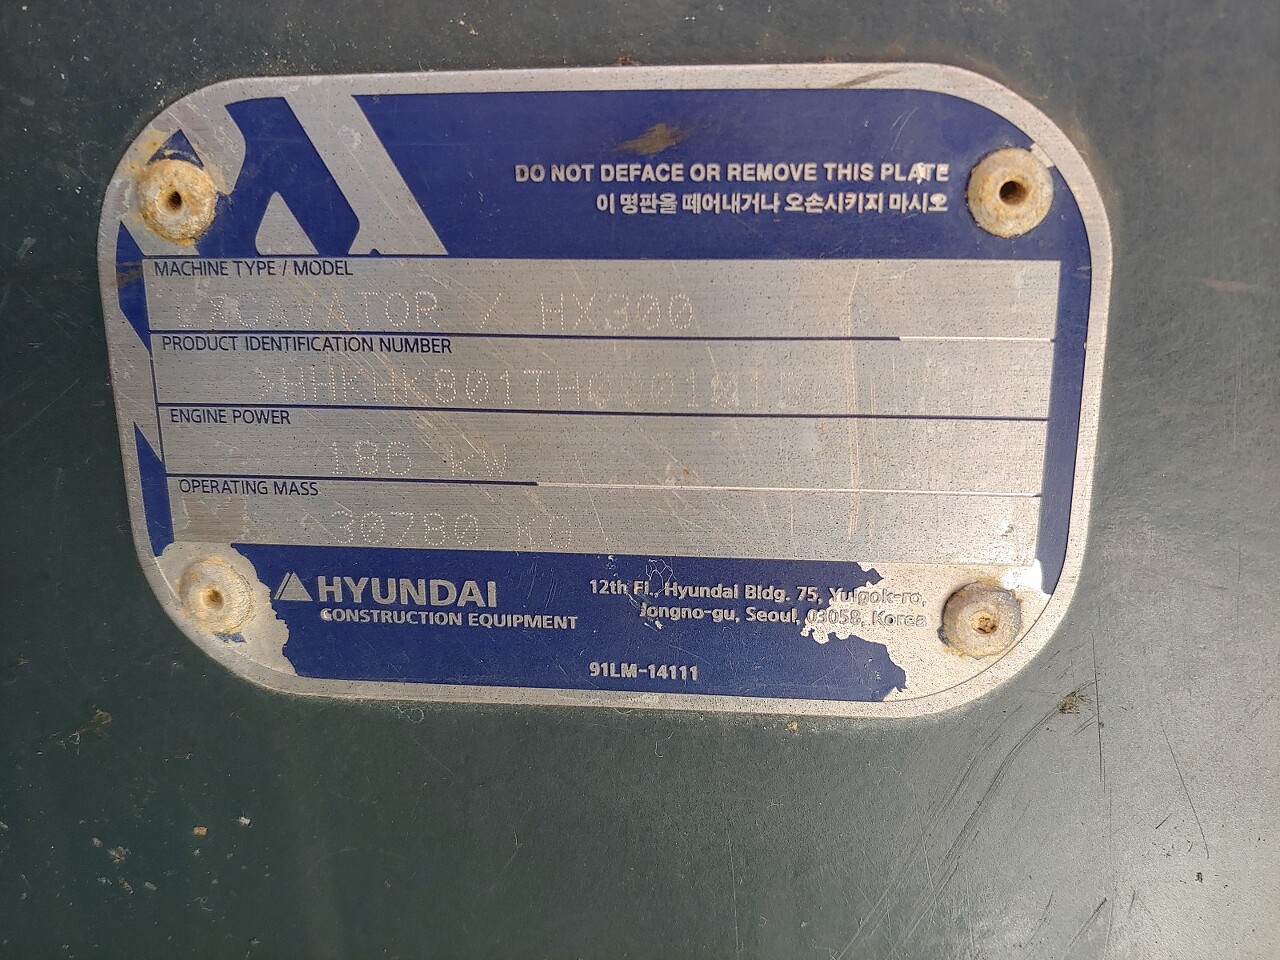 DO NOT DEFACE OR REMOVE THIS PLATE
이 명판을 떼어내거나 오손시키지 마시오
MACHINE TYPE / MODEL
EXCAVATOR / HX300
PRODUCT IDENTIFICATION NUMBER
ENGINE POWER
186 kW
OPERATING MASS
30780 KG
HYUNDAI
CONSTRUCTION EQUIPMENT
12th Fl., Hyundai Bldg. 75, Yulgok-ro,
Jongno-gu, Seoul, 03058, Korea
91LM-14111